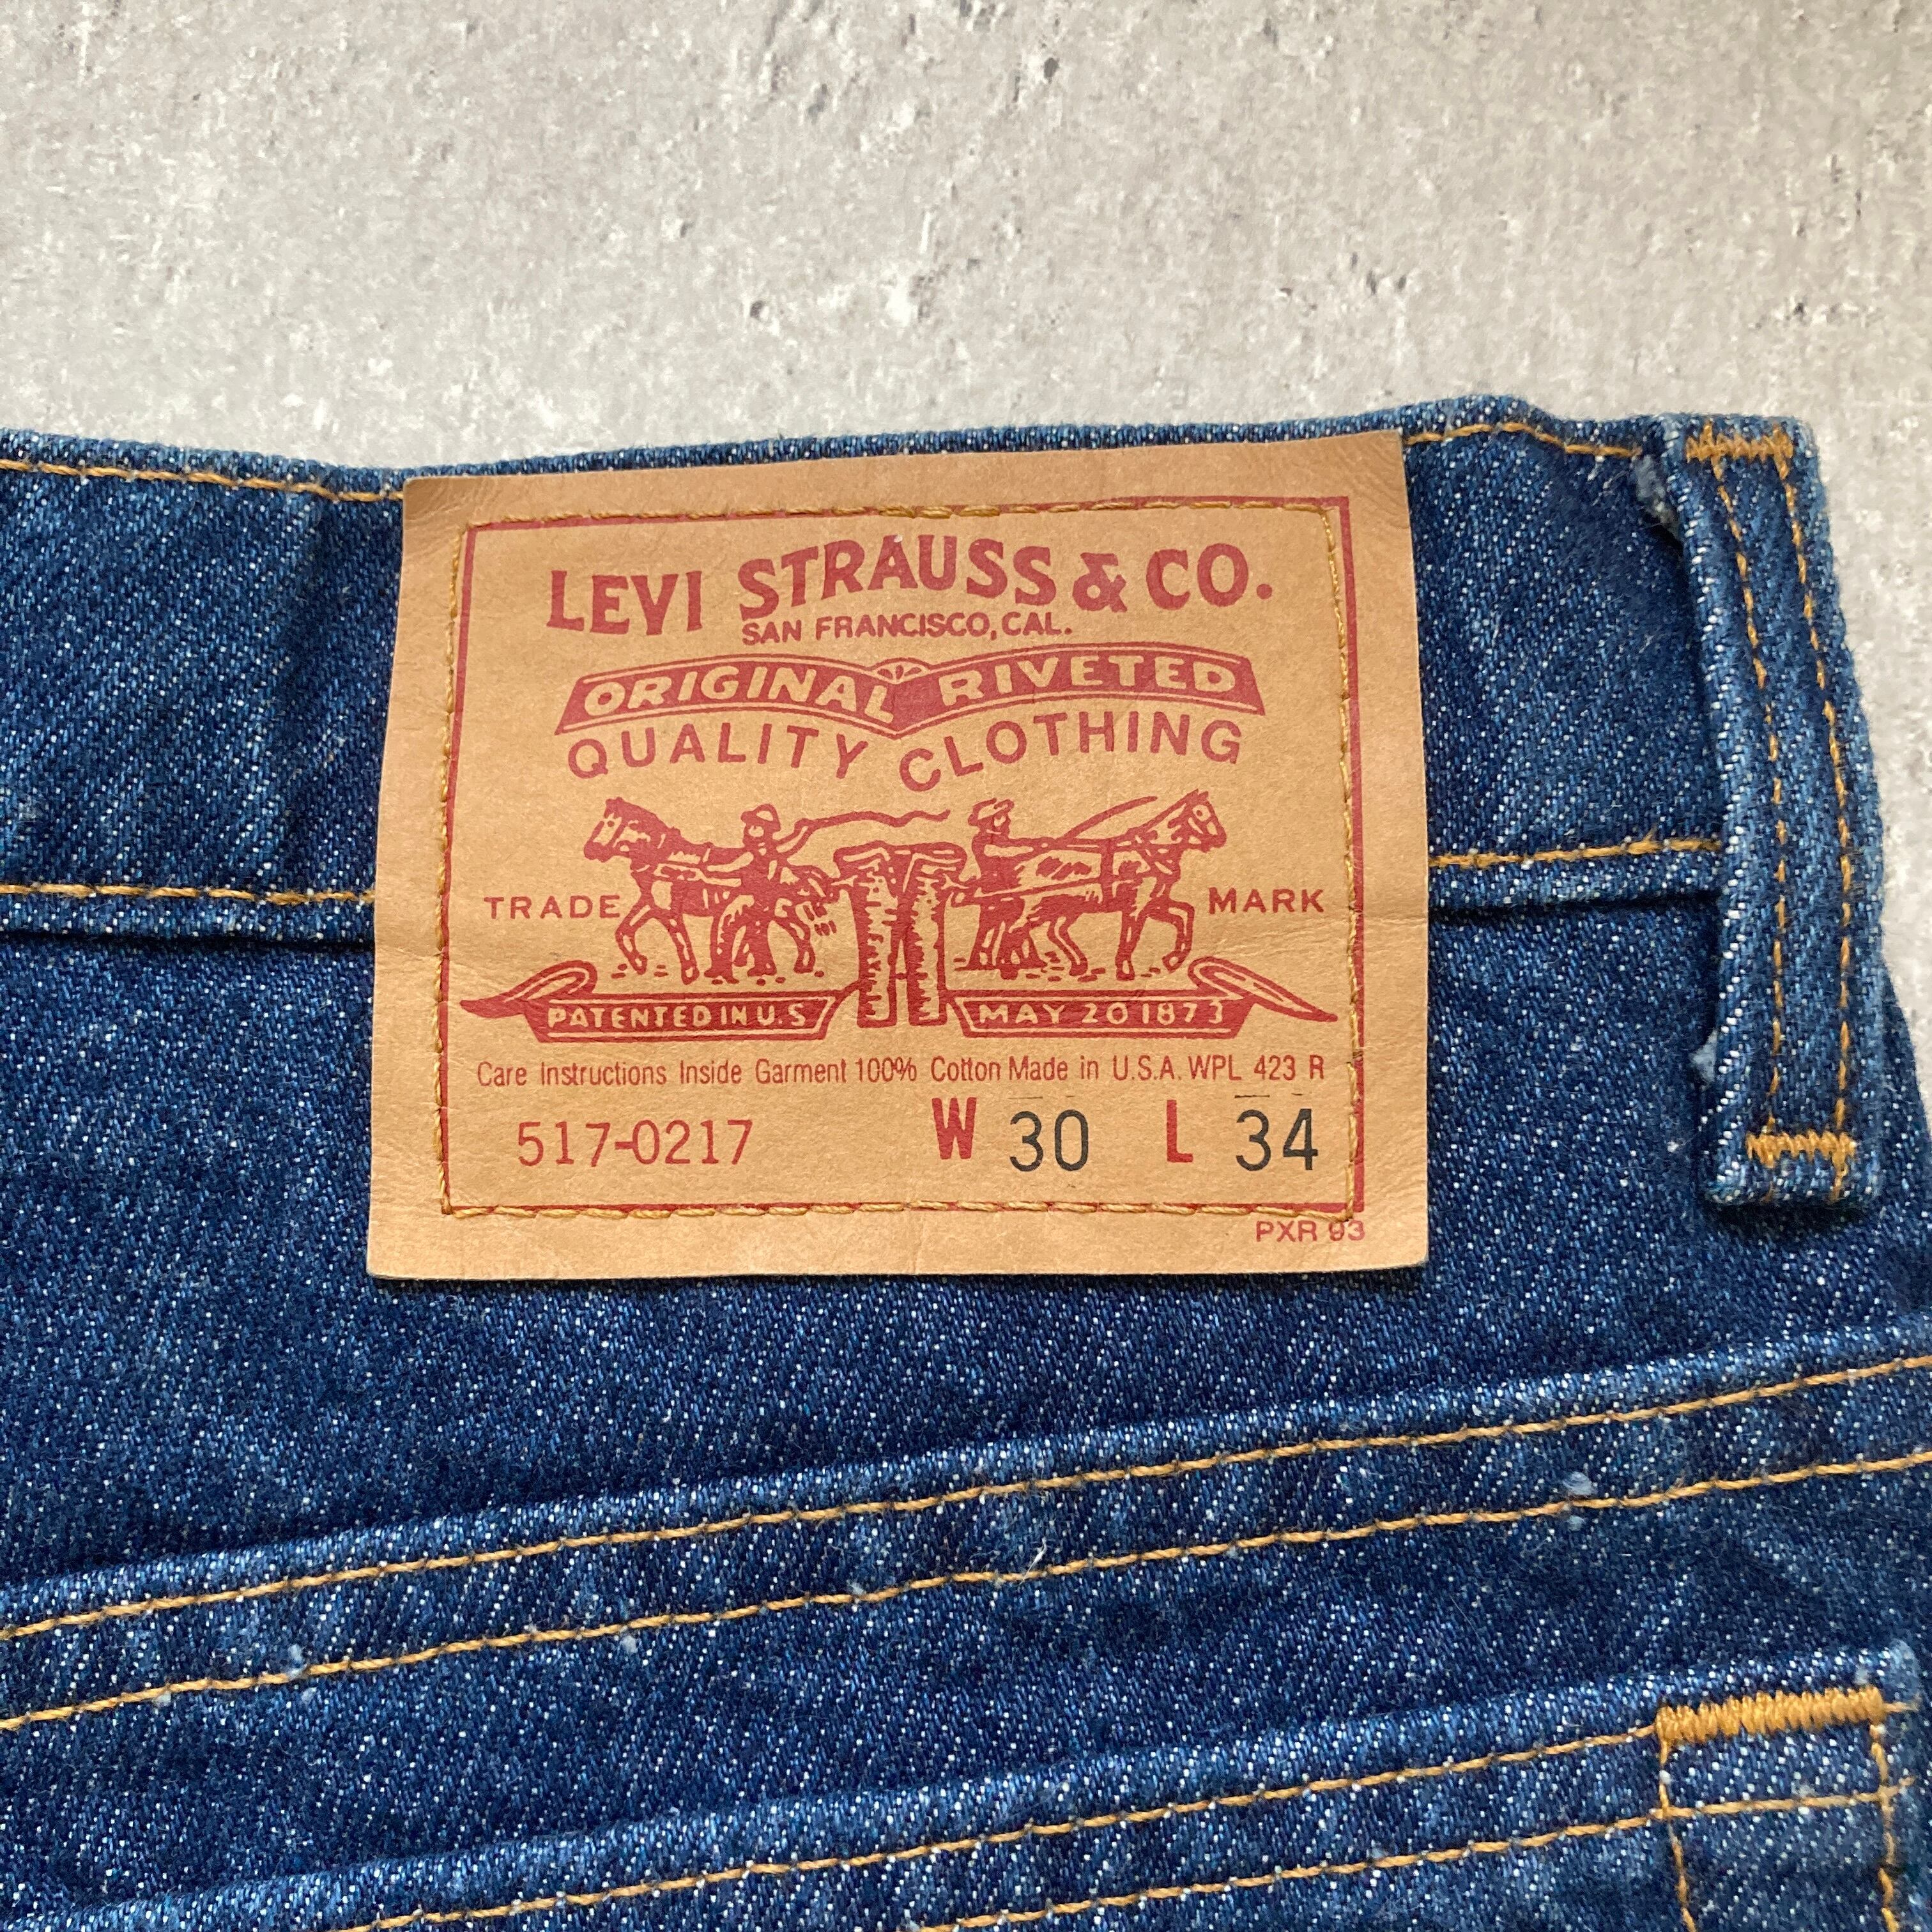 LEVI STRAUSS & CO.
SAN FRANCISCO, CAL.
ORIGINAL RIVETED
QUALITY CLOTHING
TRADE MARK
PATENTED IN U.S MAY 20 1873
Care Instructions Inside Garment 100% Cotton Made in U.S.A. WPL 423 R
517-0217 W 30 L 34
PXR 93